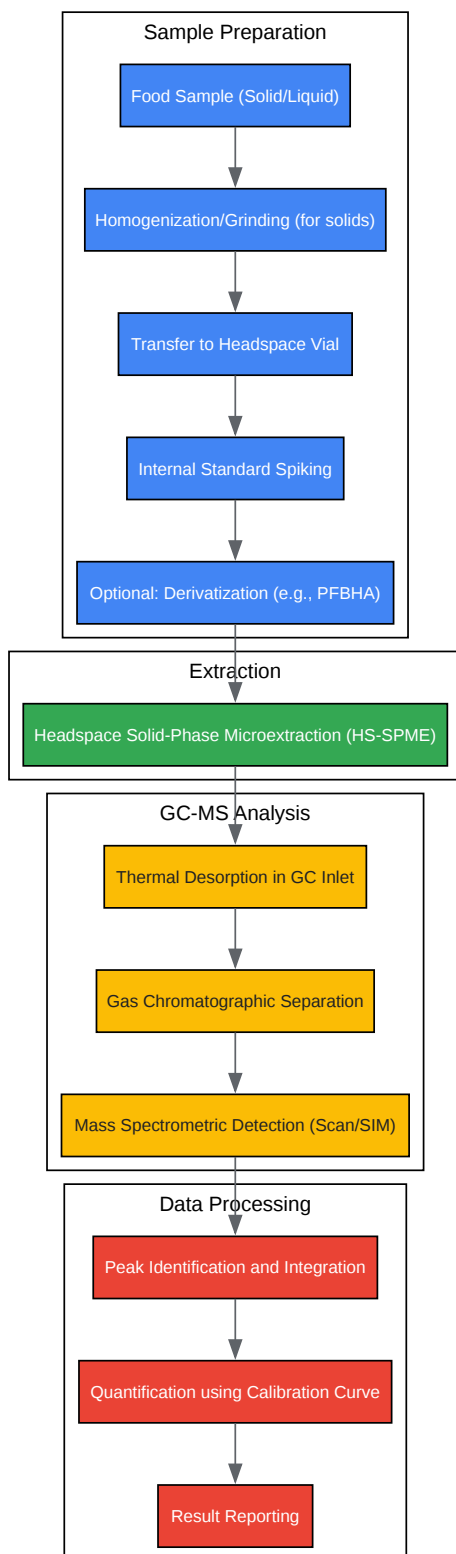 Sample Preparation
Food Sample (Solid/Liquid)
Homogenization/Grinding (for solids)
Transfer to Headspace Vial
Internal Standard Spiking
Optional: Derivatization (e.g., PFBHA)
Extraction
Headspace Solid-Phase Microextraction (HS-SPME)
GC-MS Analysis
Thermal Desorption in GC Inlet
Gas Chromatographic Separation
Mass Spectrometric Detection (Scan/SIM)
Data Processing
Peak Identification and Integration
Quantification using Calibration Curve
Result Reporting